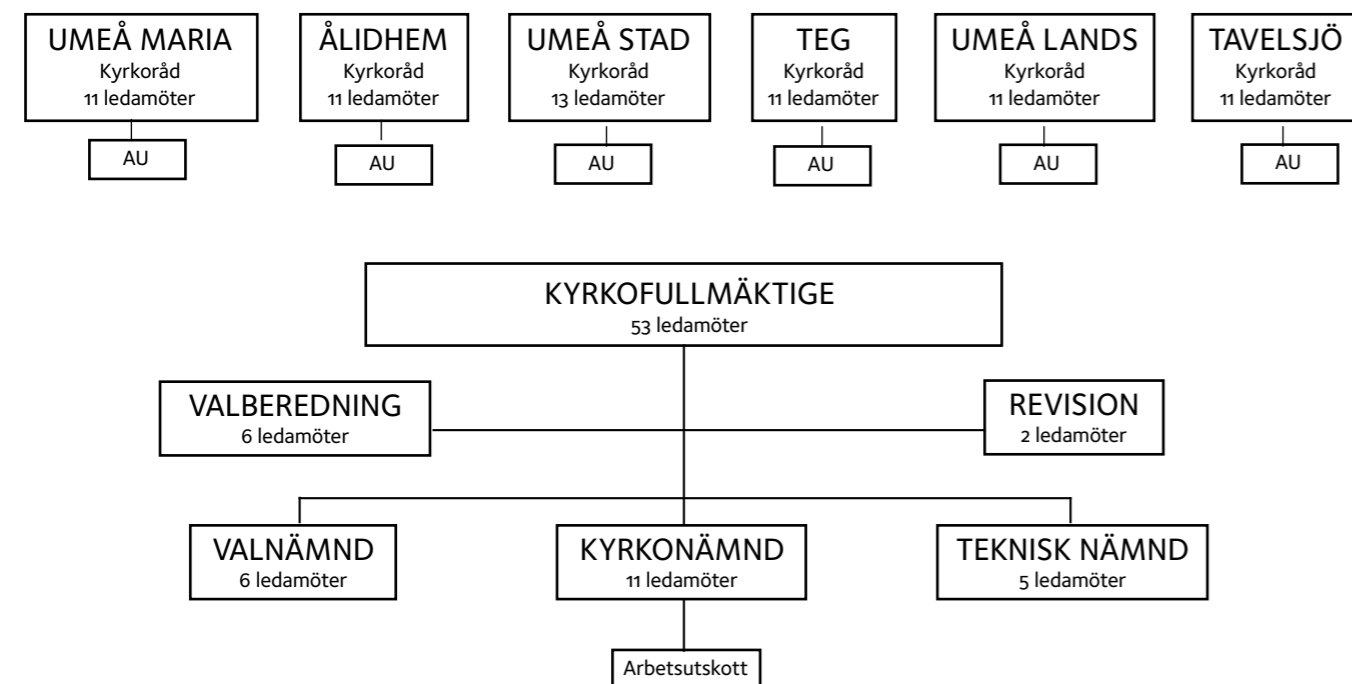 UMEÅ MARIA
Kyrkoråd
11 ledamöter
AU
ÅLIDHEM
Kyrkoråd
11 ledamöter
AU
UMEÅ STAD
Kyrkoråd
13 ledamöter
AU
TEG
Kyrkoråd
11 ledamöter
AU
UMEÅ LANDS
Kyrkoråd
11 ledamöter
AU
TAVELSJÖ
Kyrkoråd
11 ledamöter
AU
KYRKOFULLMÄKTIGE
53 ledamöter
VALBEREDNING
6 ledamöter
REVISION
2 ledamöter
VALNÄMND
6 ledamöter
KYRKONÄMND
11 ledamöter
TEKNISK NÄMND
5 ledamöter
Arbetsutskott